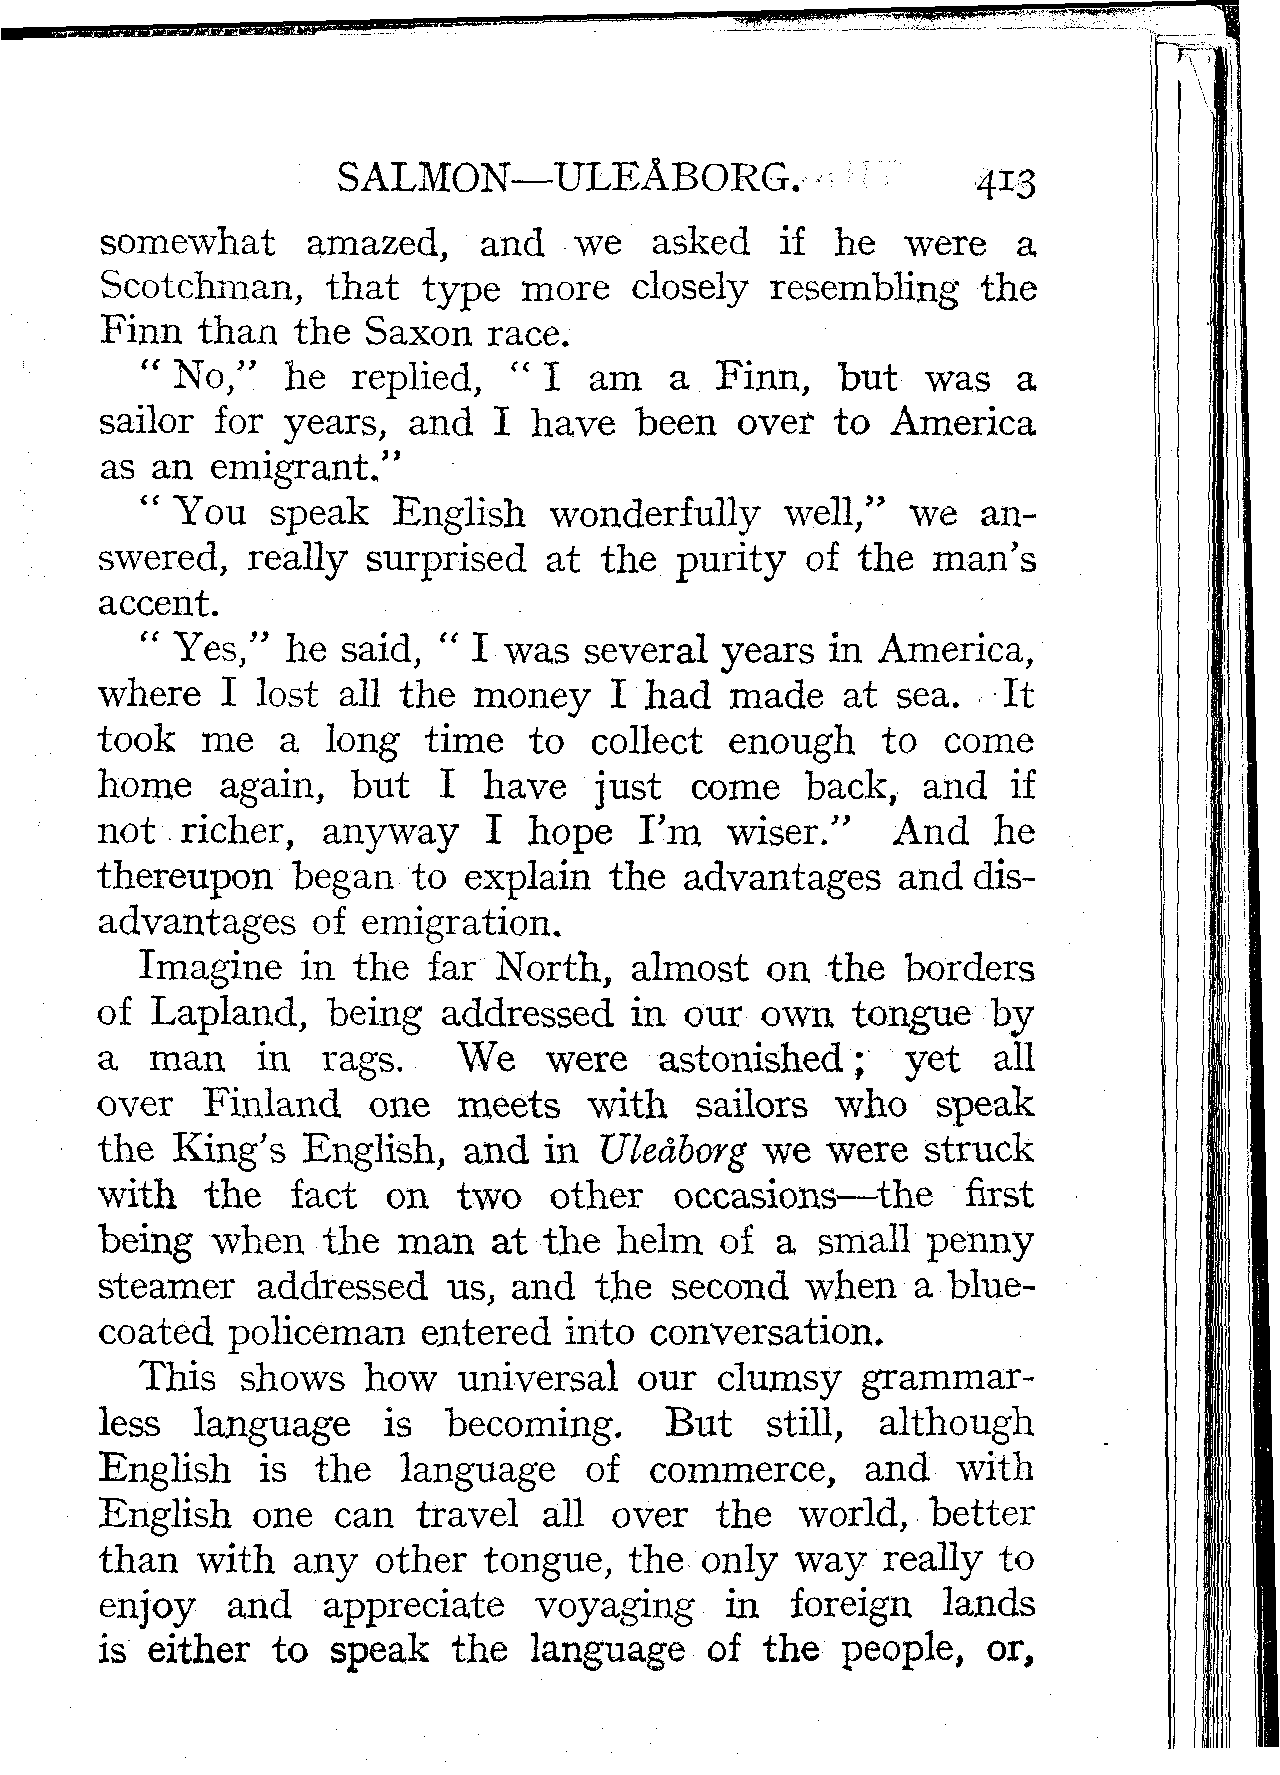 SALMON—ULEÅBORG. 413
somewhat amazed, and we asked if he were a
Scotchman, that type more closely resembling the
Finn than the Saxon race.
“ No,” he replied, “ I am a Finn, but was a
sailor for years, and I have been over to America
as an emigrant.”
“ You speak English wonderfully well,” we an-
swered, really surprised at the purity of the man’s
accent.
“ Yes,” he said, “ I was several years in America,
where I lost all the money I had made at sea. It
took me a long time to collect enough to come
home again, but I have just come back, and if
not richer, anyway I hope I’m wiser.” And he
thereupon began to explain the advantages and dis-
advantages of emigration.
Imagine in the far North, almost on the borders
of Lapland, being addressed in our own tongue by
a man in rags. We were astonished ; yet all
over Finland one meets with sailors who speak
the King’s English, and in Uleåborg we were struck
with the fact on two other occasions—the first
being when the man at the helm of a small penny
steamer addressed us, and the second when a blue-
coated policeman entered into conversation.
This shows how universal our clumsy grammar-
less language is becoming. But still, although
English is the language of commerce, and with
English one can travel all over the world, better
than with any other tongue, the only way really to
enjoy and appreciate voyaging in foreign lands
is either to speak the language of the people, or,